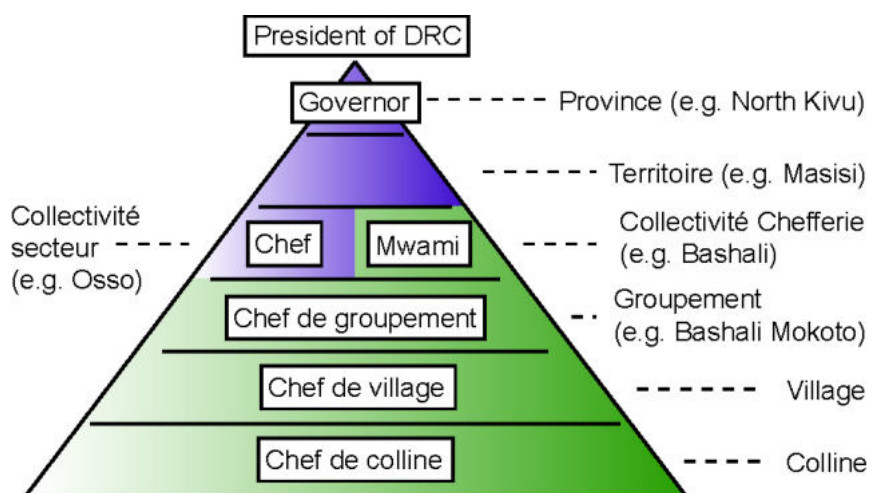 President of DRC
Governor
Province (e.g. North Kivu)
Territoire (e.g. Masisi)
Collectivité
secteur
(e.g. Osso)
Chef
Mwami
Collectivité Chefferie
(e.g. Bashali)
Chef de groupement
Groupement
(e.g. Bashali Mokoto)
Chef de village
Village
Chef de colline
Colline